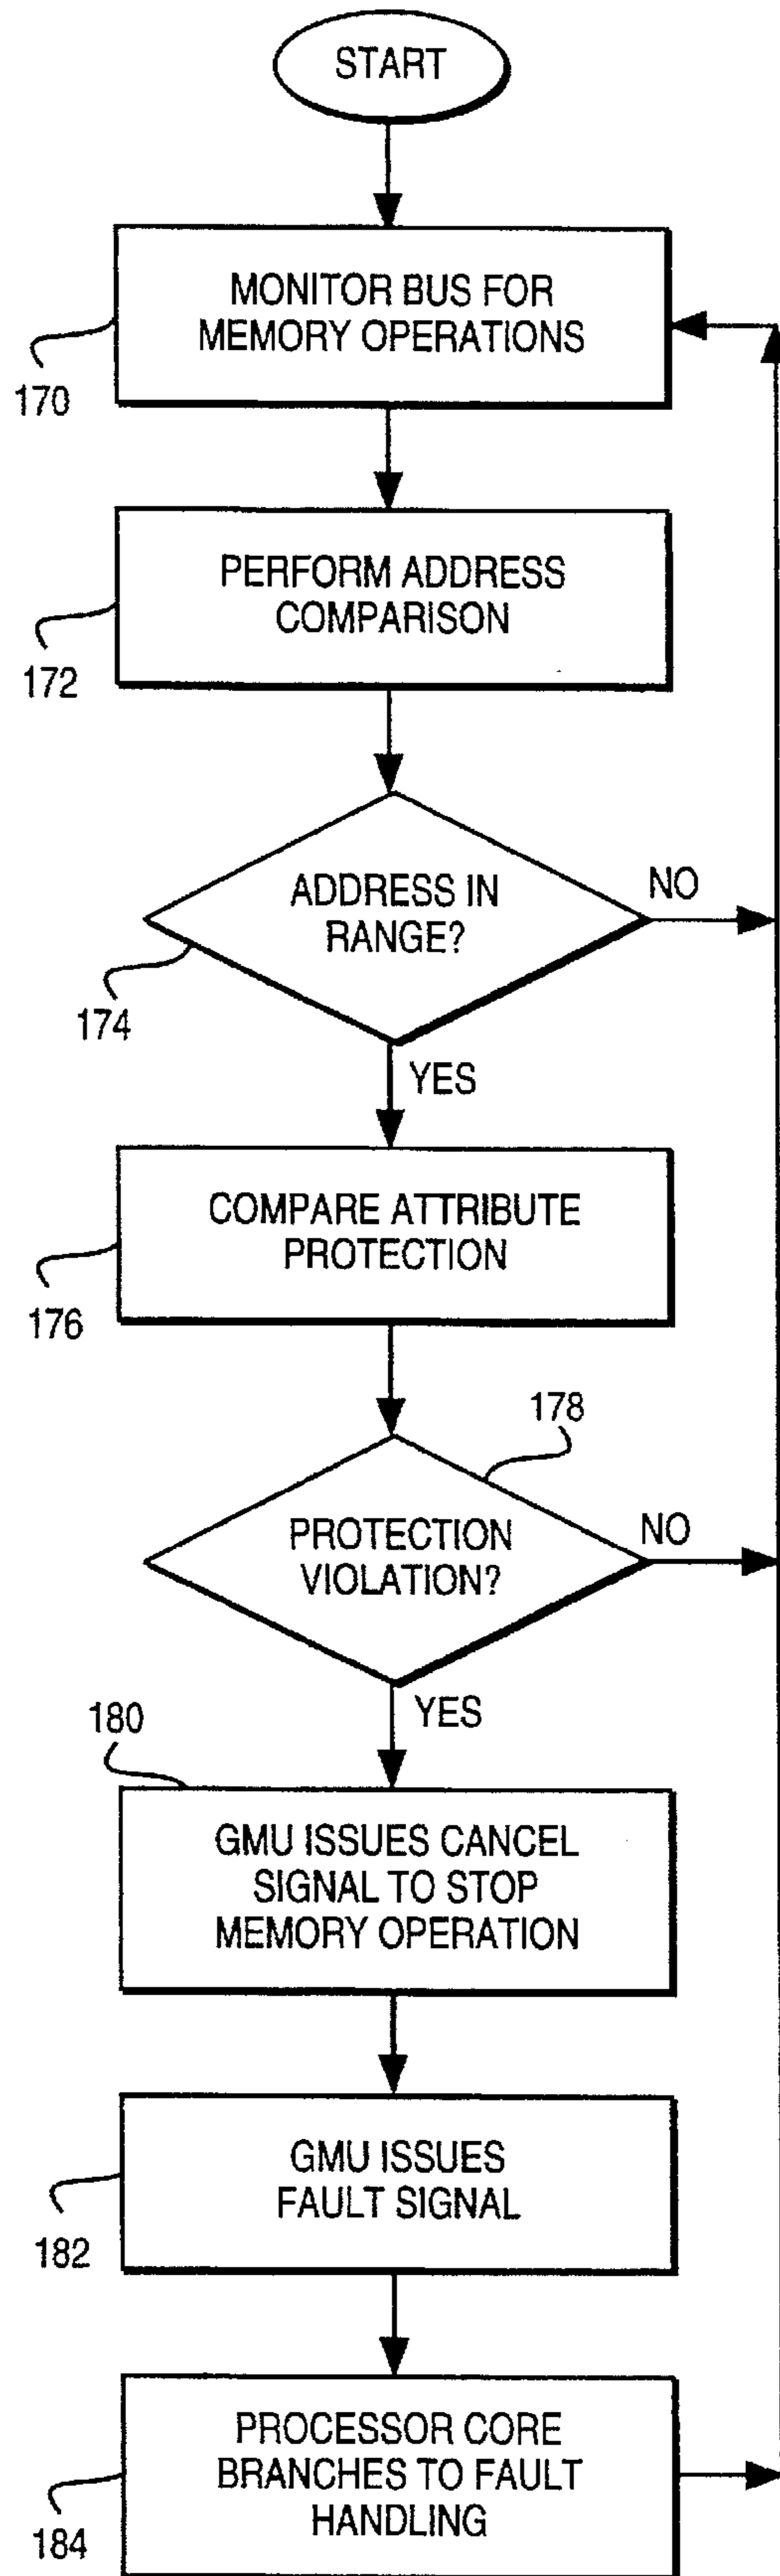 START
MONITOR BUS FOR
MEMORY OPERATIONS
170
PERFORM ADDRESS
COMPARISON
172
ADDRESS IN
RANGE?
NO
174
YES
COMPARE ATTRIBUTE
PROTECTION
176
178
PROTECTION
VIOLATION?
NO
YES
180
GMU ISSUES CANCEL
SIGNAL TO STOP
MEMORY OPERATION
GMU ISSUES
FAULT SIGNAL
182
PROCESSOR CORE
BRANCHES TO FAULT
HANDLING
184